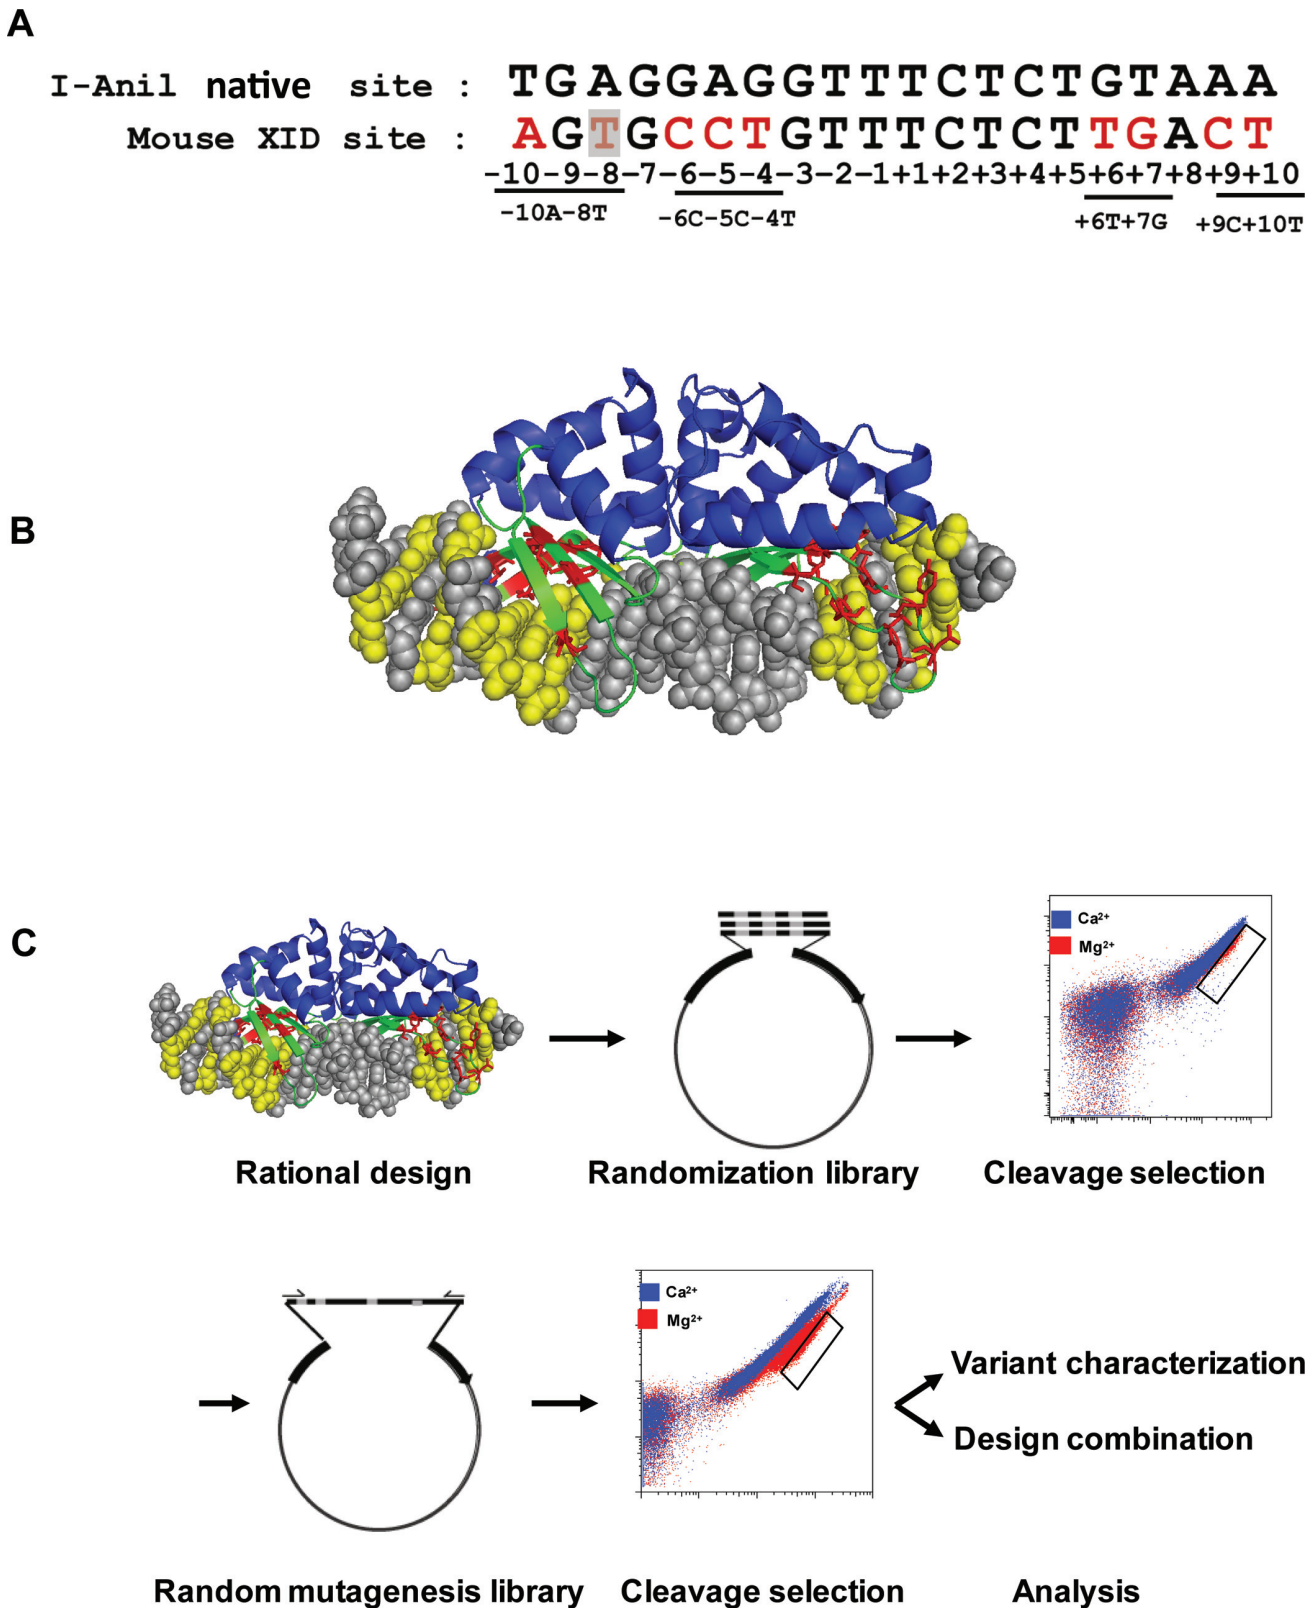 A
I-AniI native site : TGAGGAGGTTTCTCTGTAAA
Mouse XID site : AGTGCCTGTTTCTCTTGACT
-10-9-8-7-6-5-4-3-2-1+1+2+3+4+5+6+7+8+9+10
-10A-8T -6C-5C-4T +6T+7G +9C+10T
B
C
Ca²⁺
Mg²⁺
Rational design
Randomization library
Cleavage selection
Ca²⁺
Mg²⁺
Variant characterization
Design combination
Random mutagenesis library
Cleavage selection
Analysis